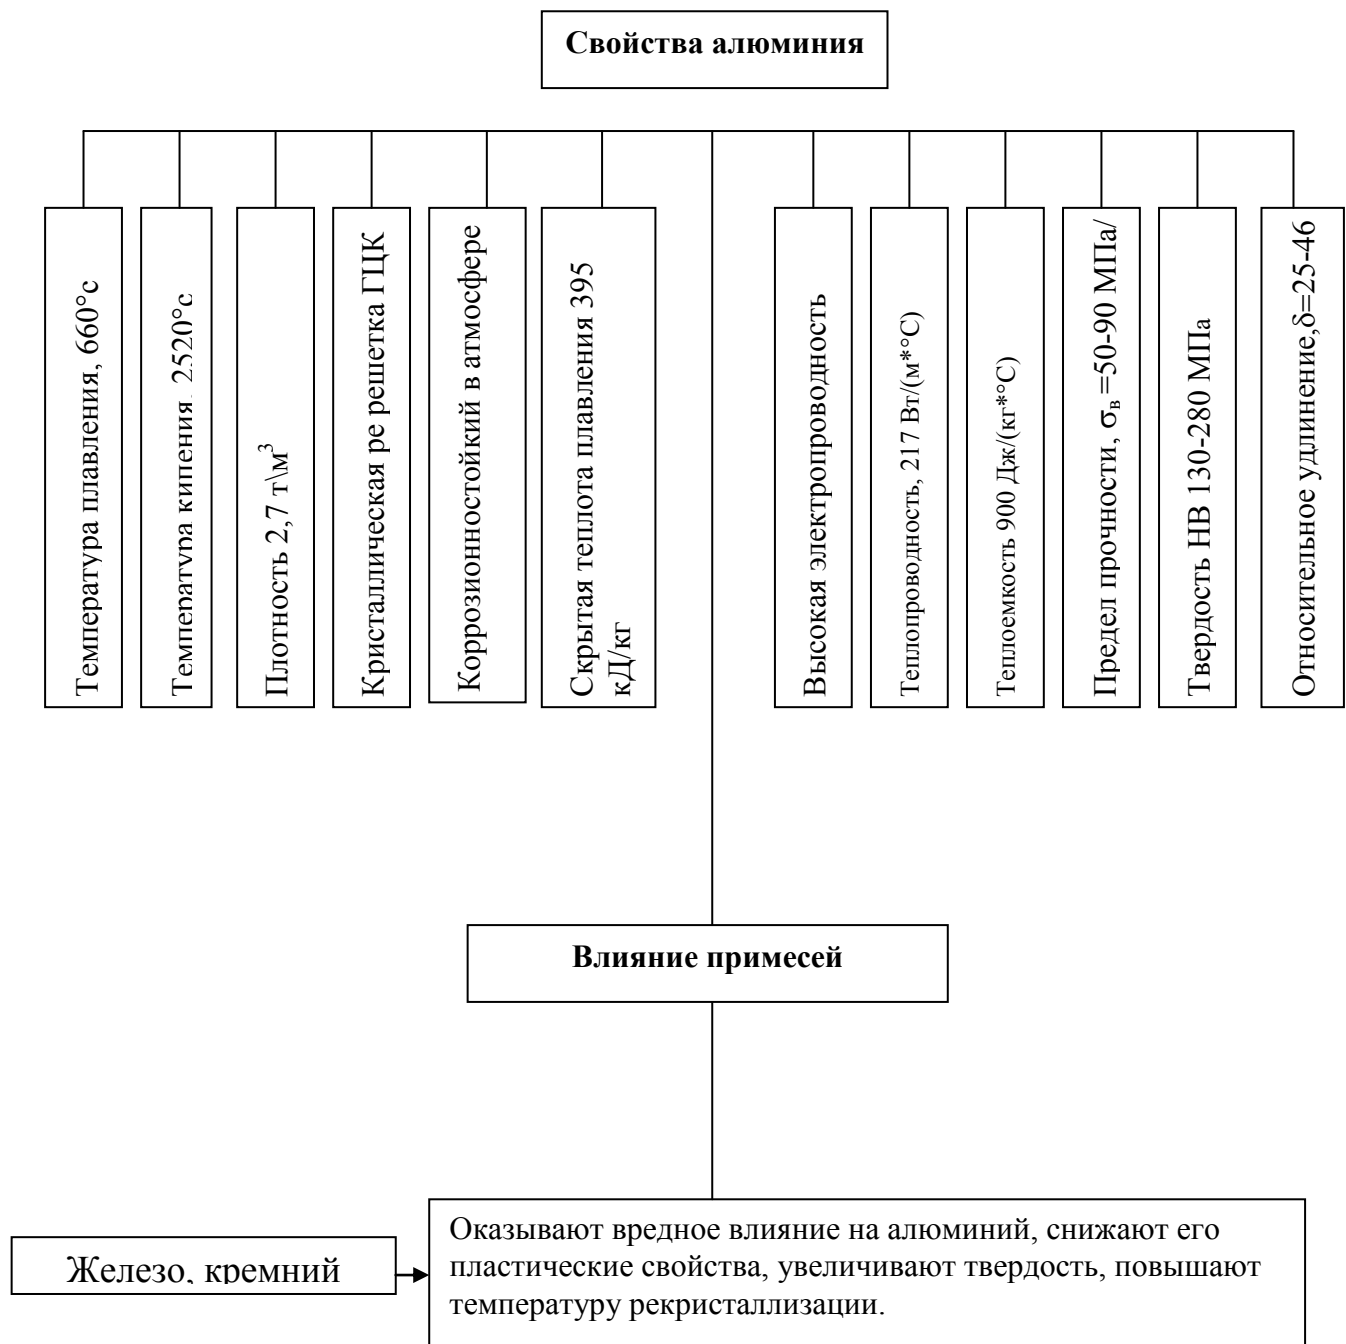 Свойства алюминия
Температура плавления, 660°с
Температура кипения, 2520°с
Плотность 2,7 т\м³
Кристаллическая ре решетка ГЦК
Коррозионностойкий в атмосфере
Скрытая теплота плавления 395
кД/кг
Высокая электропроводность
Теплопроводность, 217 Вт/(м*°С)
Теплоемкость 900 Дж/(кг*°С)
Предел прочности, σв =50-90 МПа/
Твердость НВ 130-280 МПа
Относительное удлинение,δ=25-46
Влияние примесей
Железо, кремний
Оказывают вредное влияние на алюминий, снижают его
пластические свойства, увеличивают твердость, повышают
температуру рекристаллизации.